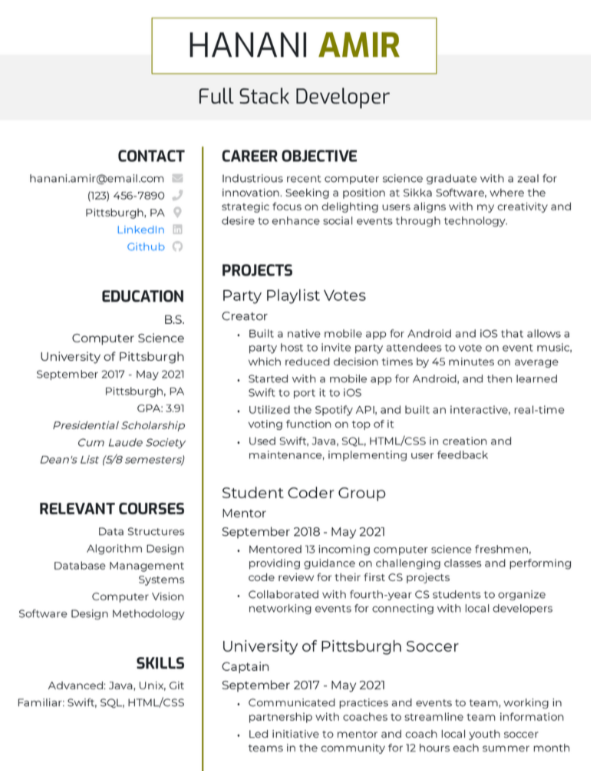 HANANI AMIR
Full Stack Developer
CONTACT
hanani.amir@email.com
(123) 456-7890
Pittsburgh, PA
LinkedIn
Github
EDUCATION
B.S.
Computer Science
University of Pittsburgh
September 2017 - May 2021
Pittsburgh, PA
GPA: 3.91
Presidential Scholarship
Cum Laude Society
Dean's List (5/8 semesters)
RELEVANT COURSES
Data Structures
Algorithm Design
Database Management
Systems
Computer Vision
Software Design Methodology
SKILLS
Advanced: Java, Unix, Git
Familiar: Swift, SQL, HTML/CSS
CAREER OBJECTIVE
Industrious recent computer science graduate with a zeal for
innovation. Seeking a position at Sikka Software, where the
strategic focus on delighting users aligns with my creativity and
desire to enhance social events through technology.
PROJECTS
Party Playlist Votes
Creator
• Built a native mobile app for Android and iOS that allows a
party host to invite party attendees to vote on event music,
which reduced decision times by 45 minutes on average
• Started with a mobile app for Android, and then learned
Swift to port it to iOS
• Utilized the Spotify API, and built an interactive, real-time
voting function on top of it
• Used Swift, Java, SQL, HTML/CSS in creation and
maintenance, implementing user feedback
Student Coder Group
Mentor
September 2018 - May 2021
• Mentored 13 incoming computer science freshmen,
providing guidance on challenging classes and performing
code review for their first CS projects
• Collaborated with fourth-year CS students to organize
networking events for connecting with local developers
University of Pittsburgh Soccer
Captain
September 2017 - May 2021
• Communicated practices and events to team, working in
partnership with coaches to streamline team information
• Led initiative to mentor and coach local youth soccer
teams in the community for 12 hours each summer month